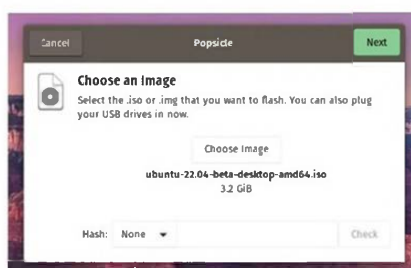 Cancel Popsicle Next
Choose an Image
Select the .iso or .img that you want to flash. You can also plug
your USB drives in now.
Choose Image
ubuntu-22.04-beta-desktop-amd64.iso
3.2 GiB
Hash: None Check